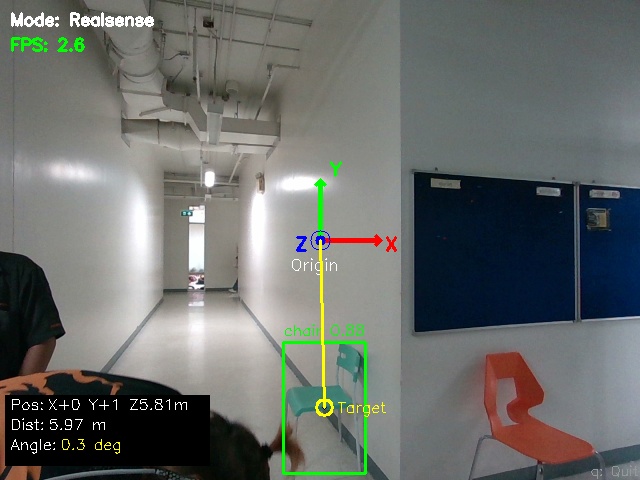 Mode: Realsense
FPS: 2.6
Y
Z
X
Origin
chair 0.88
Target
Pos: X+0 Y+1 Z5.81m
Dist: 5.97 m
Angle: 0.3 deg
q: Quit